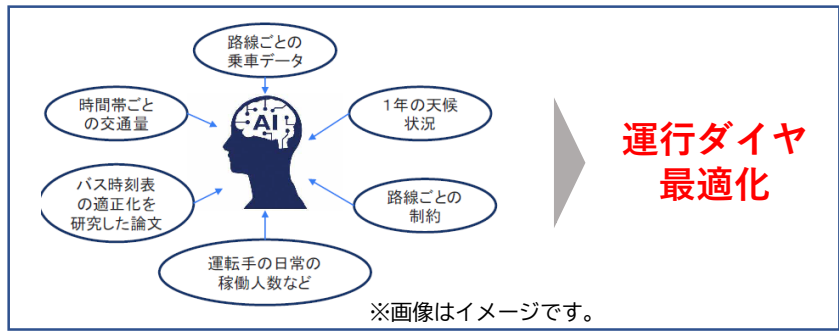 路線ごとの
乗車データ
時間帯ごと
の交通量
AI
1年の天候
状況
バス時刻表
の適正化を
研究した論文
路線ごとの
制約
運転手の日常の
稼働人数など
運行ダイヤ
最適化
※画像はイメージです。